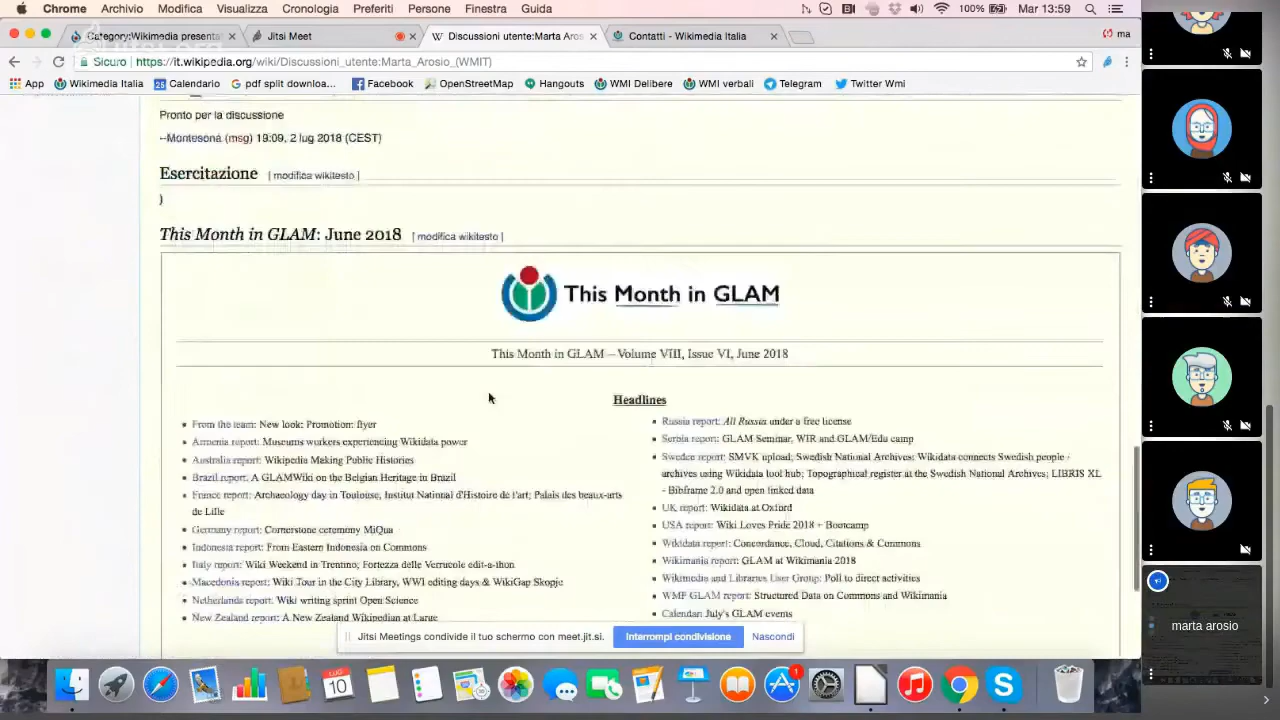 Chrome Archivio Modifica Visualizza Cronologia Preferiti Persone Finestra Guida 100% Mar 13:59
Category:Wikimedia presenta Jitsi Meet Discussioni utente:Marta Aros Contatti - Wikimedia Italia ma
Sicuro https://it.wikipedia.org/wiki/Discussioni_utente:Marta_Arosio_(WMIT)
App Wikimedia Italia Calendario pdf split downloa... Facebook OpenStreetMap Hangouts WMI Delibere WMI verbali Telegram Twitter Wmi
Pronto per la discussione
--Montesona (msg) 19:09, 2 lug 2018 (CEST)
Esercitazione [ modifica wikitesto ]
)
This Month in GLAM: June 2018 [ modifica wikitesto ]
This Month in GLAM
This Month in GLAM – Volume VIII, Issue VI, June 2018
Headlines
From the team: New look: Promotion: flyer
Armenia report: Museums workers experiencing Wikidata power
Australia report: Wikipedia Making Public Histories
Brazil report: A GLAMWiki on the Belgian Heritage in Brazil
France report: Archaeology day in Toulouse, Institut National d'Histoire de l'art; Palais des beaux-arts
de Lille
Germany report: Cornerstone ceremony MiQua
Indonesia report: From Eastern Indonesia on Commons
Italy report: Wiki Weekend in Trentino; Fortezza delle Verrucole edit-a-thon
Macedonia report: Wiki Tour in the City Library, WWI editing days & WikiGap Skopje
Netherlands report: Wiki writing sprint Open Science
New Zealand report: A New Zealand Wikipedian at Large
Russia report: All Russia under a free license
Serbia report: GLAM Seminar, WIR and GLAM/Edu camp
Sweden report: SMVK upload; Swedish National Archives; Wikidata connects Swedish people -
archives using Wikidata tool hub; Topographical register at the Swedish National Archives; LIBRIS XL
- Bibframe 2.0 and open linked data
UK report: Wikidata at Oxford
USA report: Wiki Loves Pride 2018 + Bootcamp
Wikidata report: Concordance, Cloud, Citations & Commons
Wikimania report: GLAM at Wikimania 2018
Wikimedia and Libraries User Group: Poll to direct activities
WMF GLAM report: Structured Data on Commons and Wikimania
Calendar: July's GLAM events
Jitsi Meetings condivide il tuo schermo con meet.jit.si. Interrompi condivisione Nascondi
marta arosio
LUG
10
1